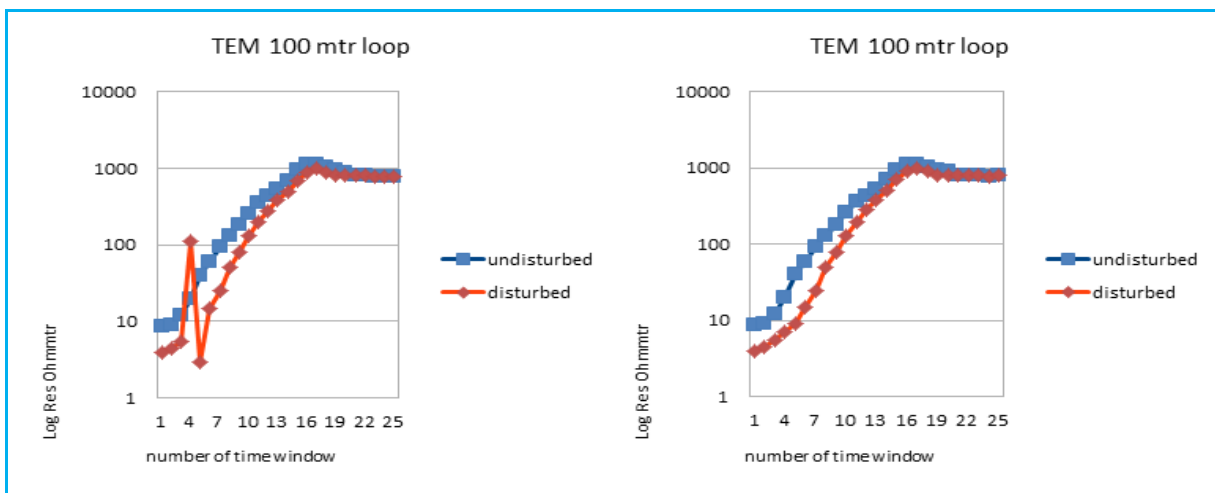 TEM 100 mtr loop
10000
1000
100
10
1
1 4 7 10 13 16 19 22 25
Log Res Ohmmtr
number of time window
undisturbed
disturbed
TEM 100 mtr loop
10000
1000
100
10
1
1 4 7 10 13 16 19 22 25
Log Res Ohmmtr
number of time window
undisturbed
disturbed